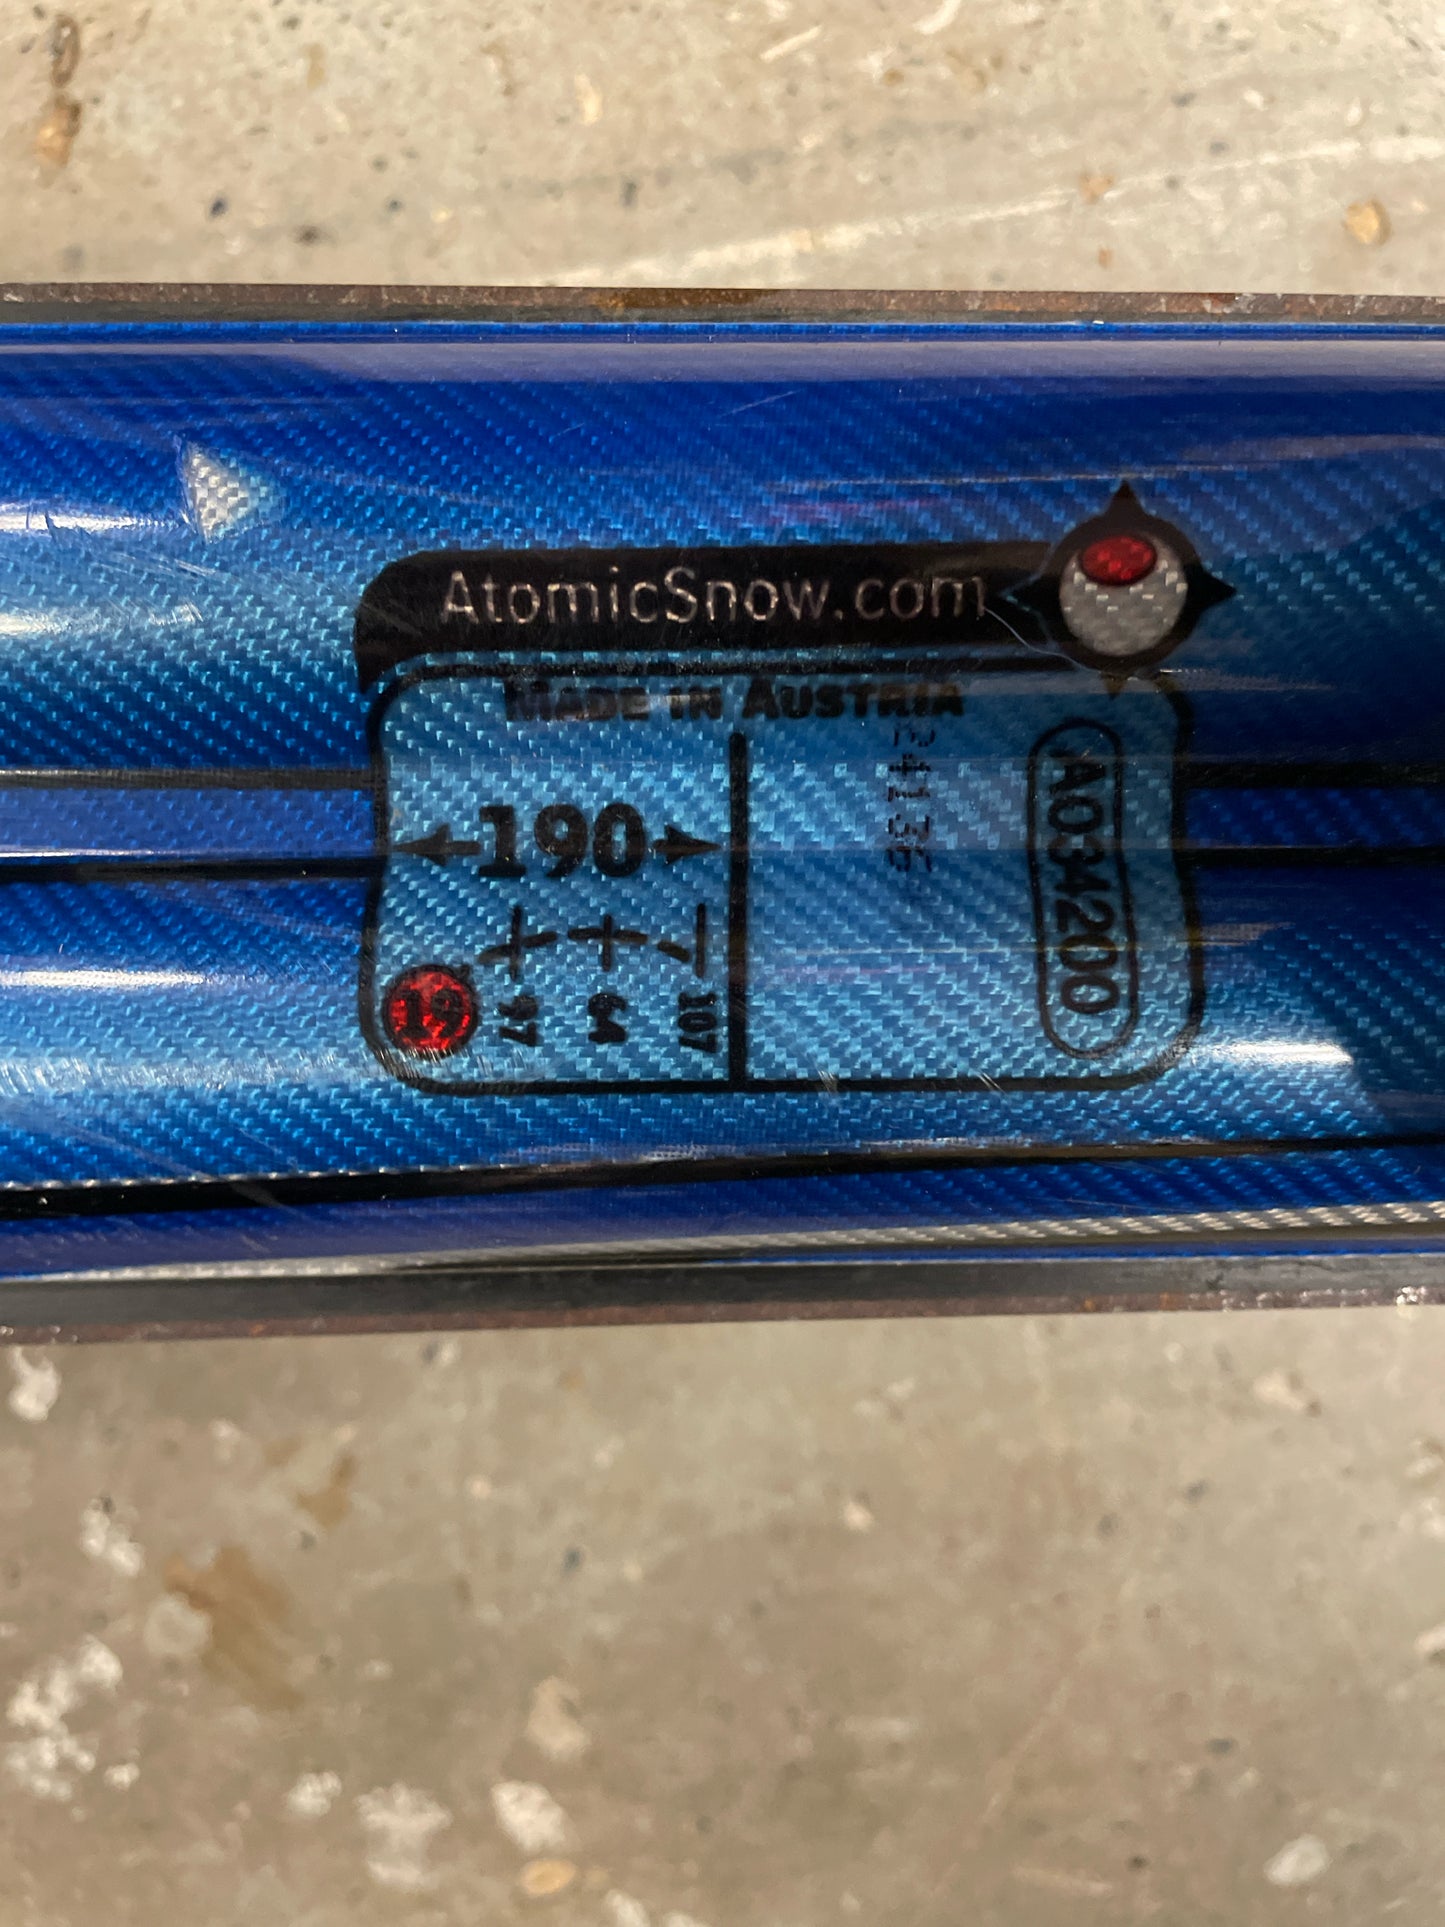 AtomicSnow.com
MADE IN AUSTRIA
190
19
97
64
107
A034200